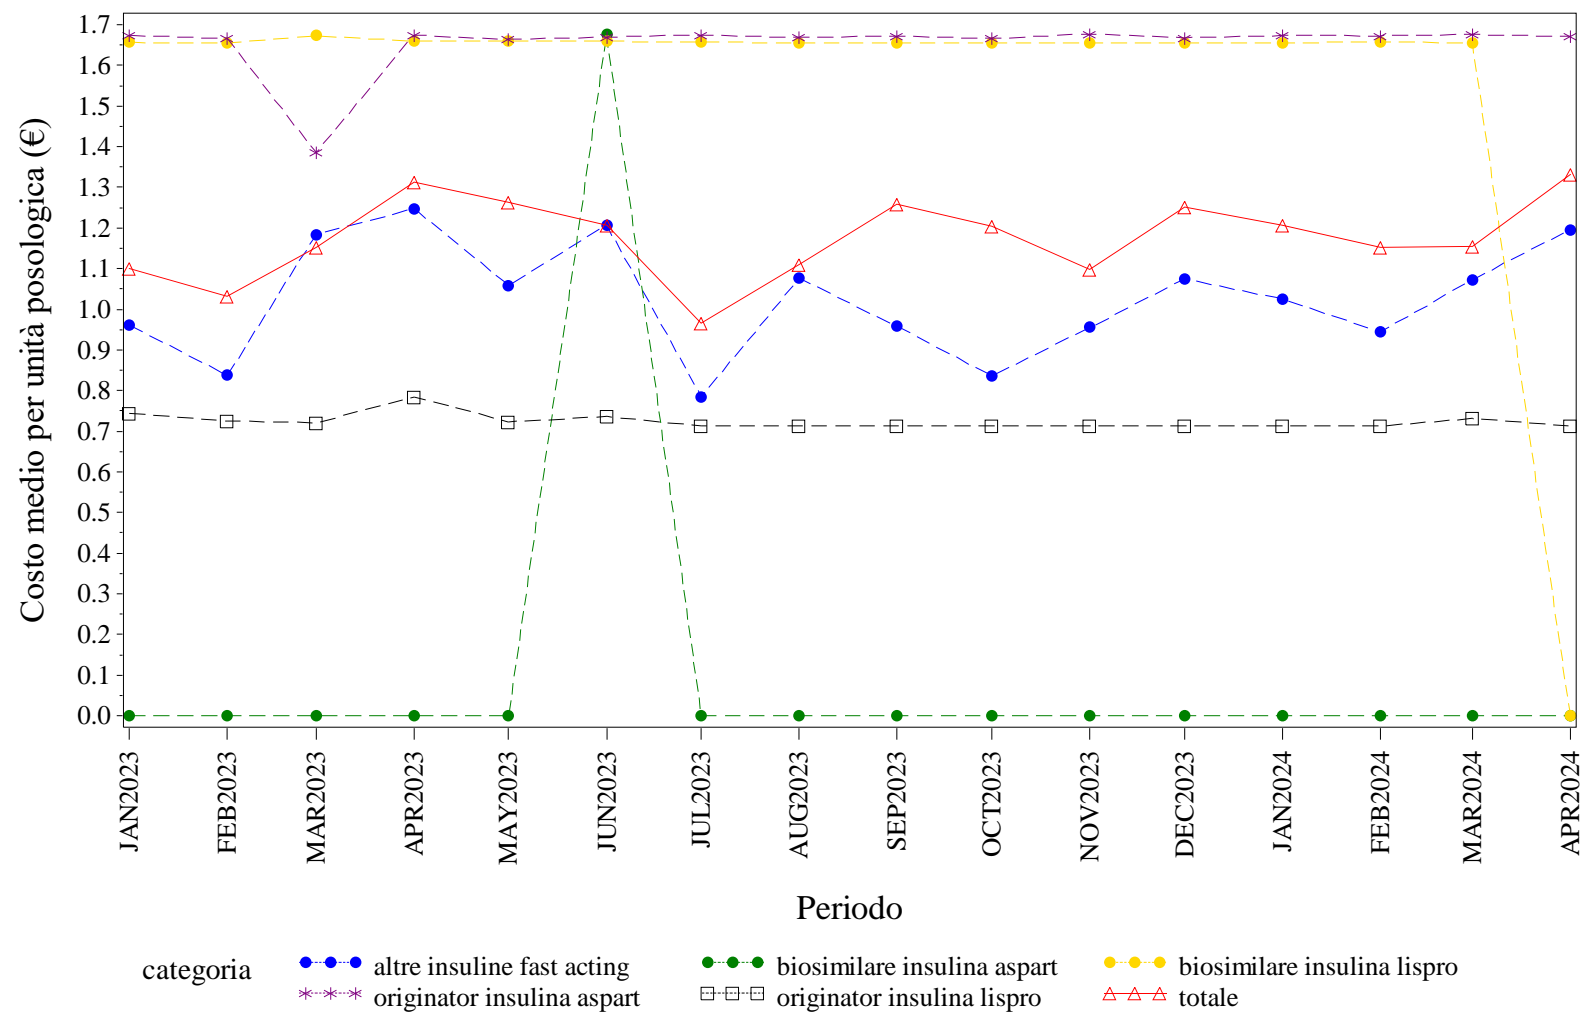 Costo medio per unità posologica (€)
1.7
1.6
1.5
1.4
1.3
1.2
1.1
1.0
0.9
0.8
0.7
0.6
0.5
0.4
0.3
0.2
0.1
0.0
JAN2023
FEB2023
MAR2023
APR2023
MAY2023
JUN2023
JUL2023
AUG2023
SEP2023
OCT2023
NOV2023
DEC2023
JAN2024
FEB2024
MAR2024
APR2024
Periodo
categoria altre insuline fast acting biosimilare insulina aspart biosimilare insulina lispro
originator insulina aspart originator insulina lispro totale